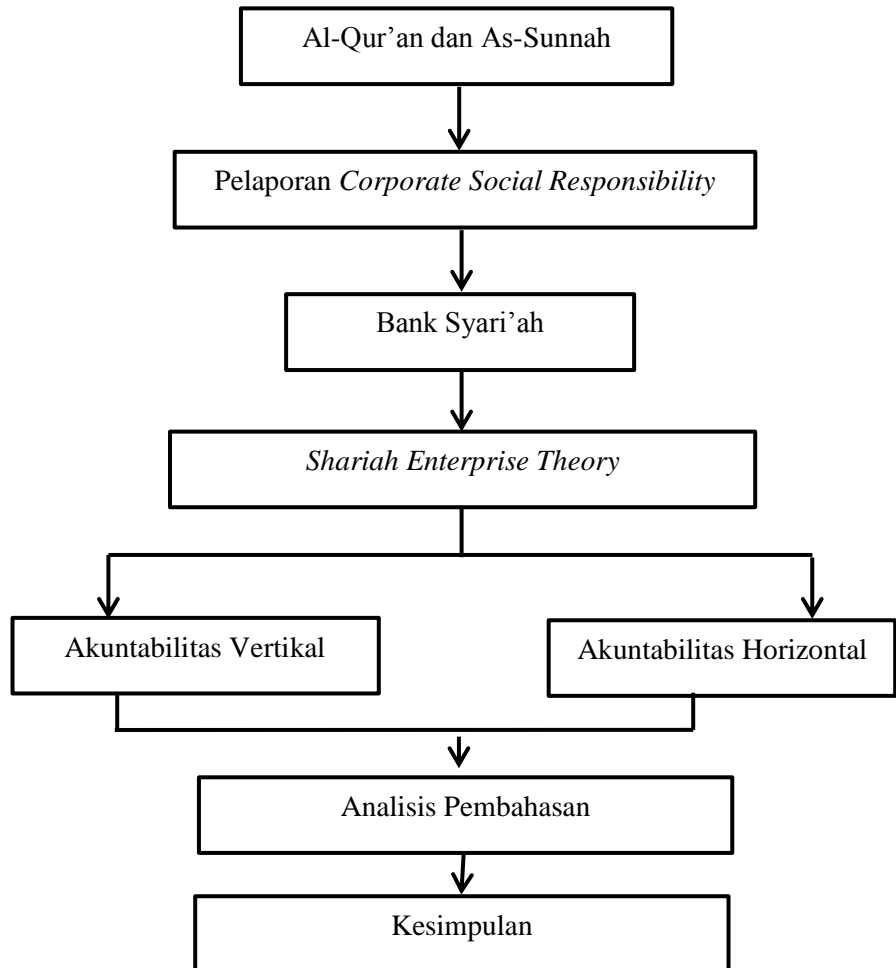 Al-Qur’an dan As-Sunnah
Pelaporan Corporate Social Responsibility
Bank Syari’ah
Shariah Enterprise Theory
Akuntabilitas Vertikal
Akuntabilitas Horizontal
Analisis Pembahasan
Kesimpulan